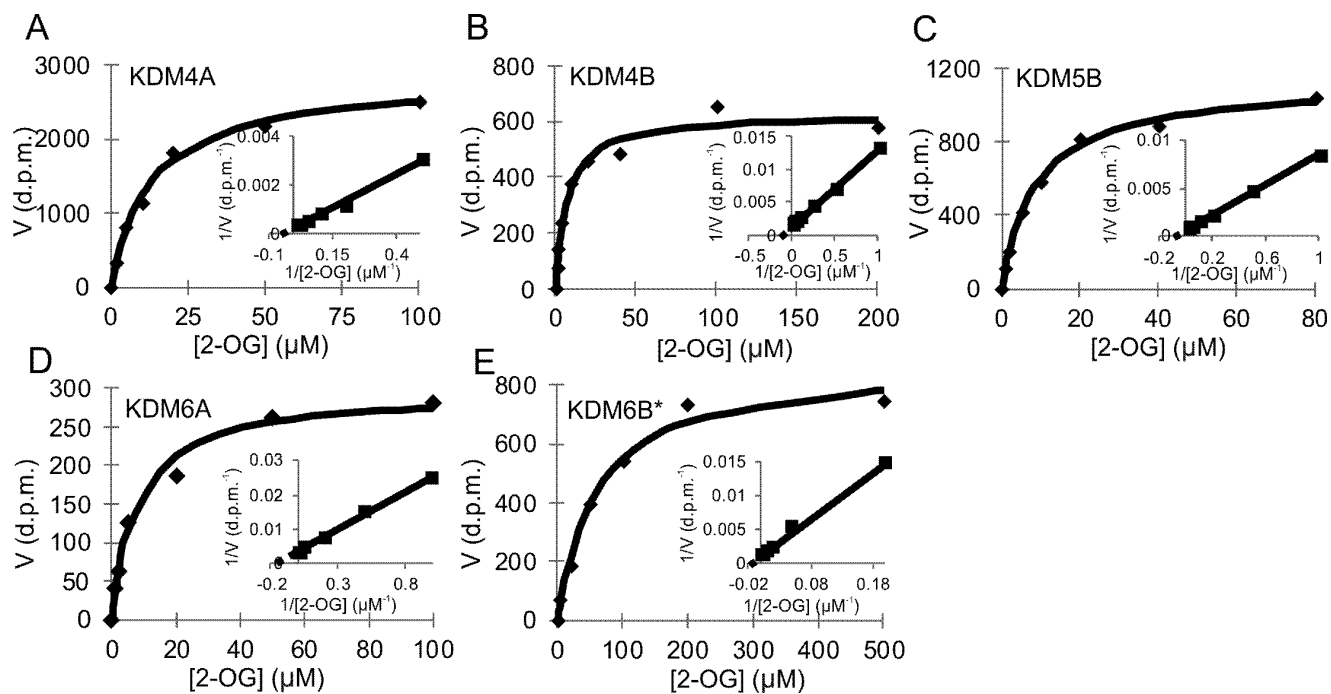 A
KDM4A
V (d.p.m.)
3000
2000
1000
0
0 25 50 75 100
[2-OG] (µM)
1/V (d.p.m.⁻¹)
0.004
0.002
0
-0.1 0.15 0.4
1/[2-OG] (µM⁻¹)
B
KDM4B
V (d.p.m.)
800
600
400
200
0
0 50 100 150 200
[2-OG] (µM)
1/V (d.p.m.⁻¹)
0.015
0.01
0.005
0
-0.5 0 0.5 1
1/[2-OG] (µM⁻¹)
C
KDM5B
V (d.p.m.)
1200
800
400
0
0 20 40 60 80
[2-OG] (µM)
1/V (d.p.m.⁻¹)
0.01
0.005
0
-0.2 0.2 0.6 1
1/[2-OG] (µM⁻¹)
D
KDM6A
V (d.p.m.)
300
250
200
150
100
50
0
0 20 40 60 80 100
[2-OG] (µM)
1/V (d.p.m.⁻¹)
0.03
0.02
0.01
0
-0.2 0.3 0.8
1/[2-OG] (µM⁻¹)
E
KDM6B*
V (d.p.m.)
800
600
400
200
0
0 100 200 300 400 500
[2-OG] (µM)
1/V (d.p.m.⁻¹)
0.015
0.01
0.005
0
-0.02 0.08 0.18
1/[2-OG] (µM⁻¹)